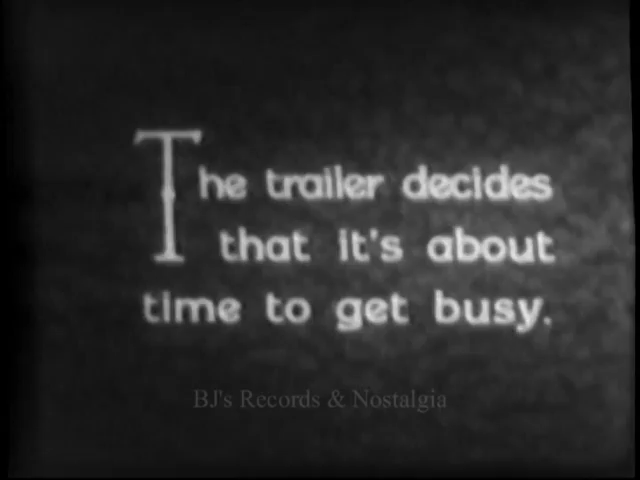 The trailer decides
that it's about
time to get busy.
BJ's Records & Nostalgia